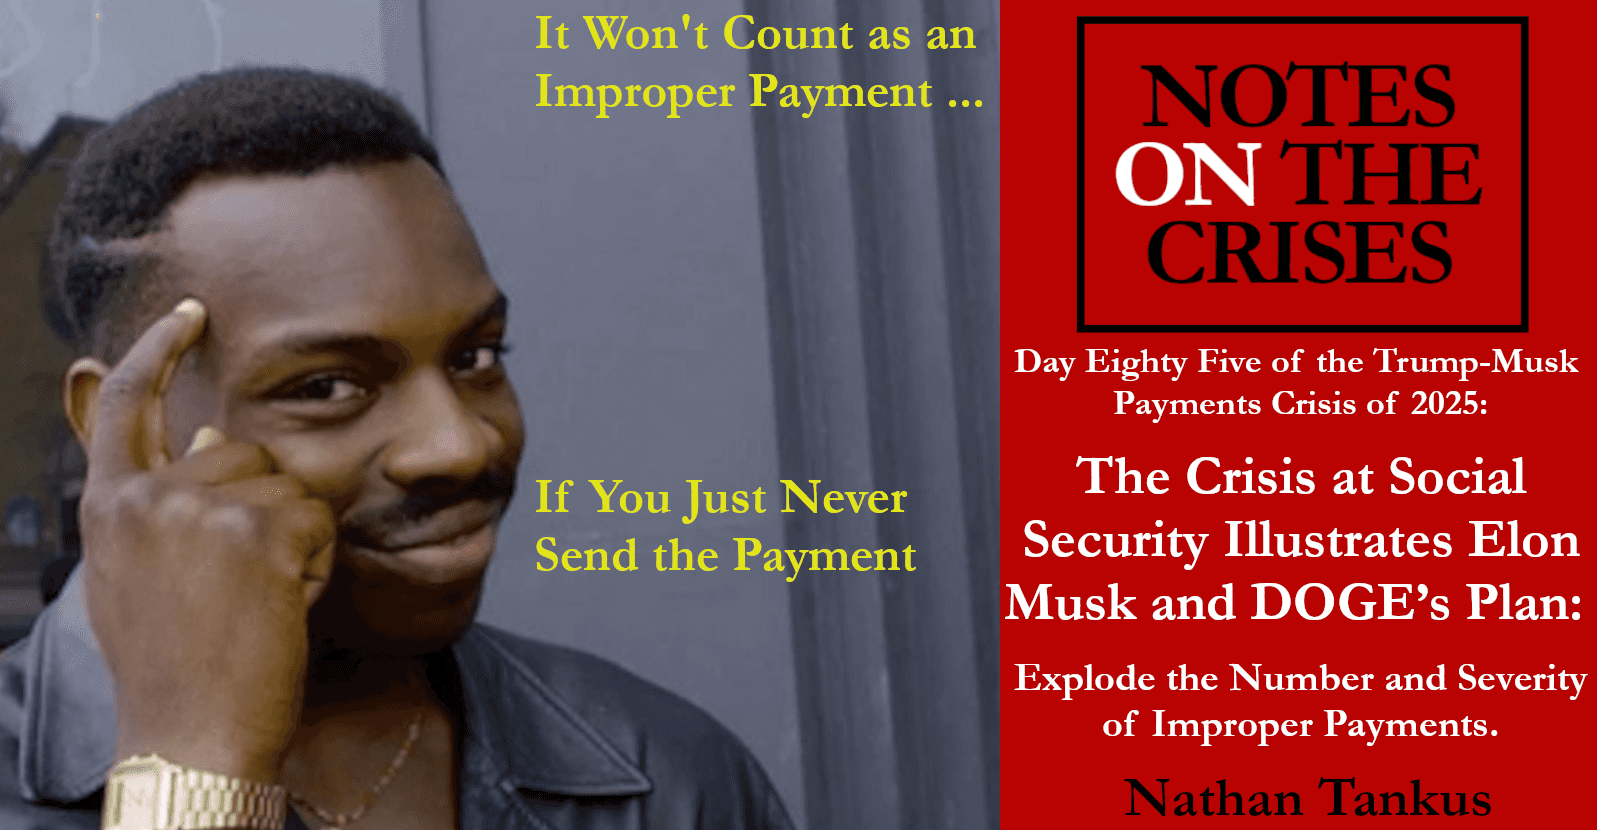 It Won't Count as an
Improper Payment ...
If You Just Never
Send the Payment
NOTES
ON THE
CRISES
Day Eighty Five of the Trump-Musk
Payments Crisis of 2025:
The Crisis at Social
Security Illustrates Elon
Musk and DOGE’s Plan:
Explode the Number and Severity
of Improper Payments.
Nathan Tankus